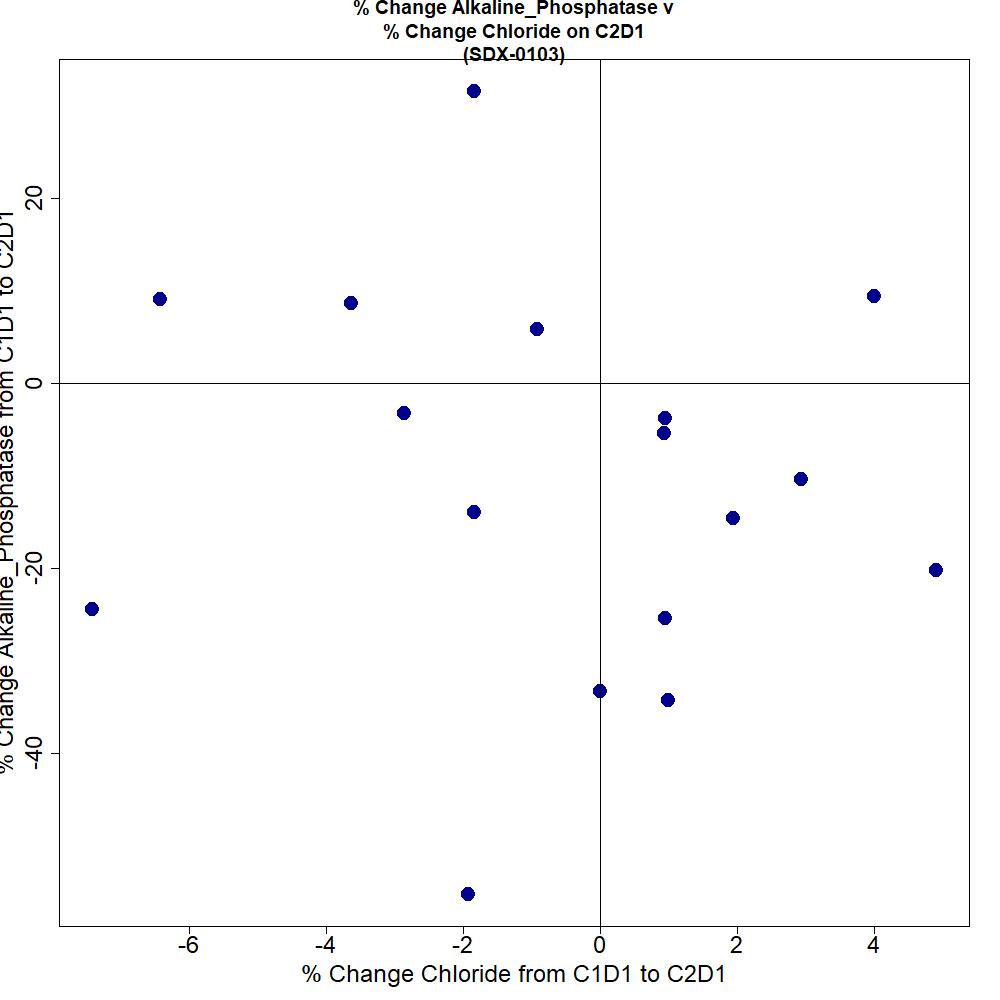 % Change Alkaline_Phosphatase v
% Change Chloride on C2D1
(SDX-0103)
% Change Alkaline_Phosphatase from C1D1 to C2D1
20
0
-20
-40
-6
-4
-2
0
2
4
% Change Chloride from C1D1 to C2D1